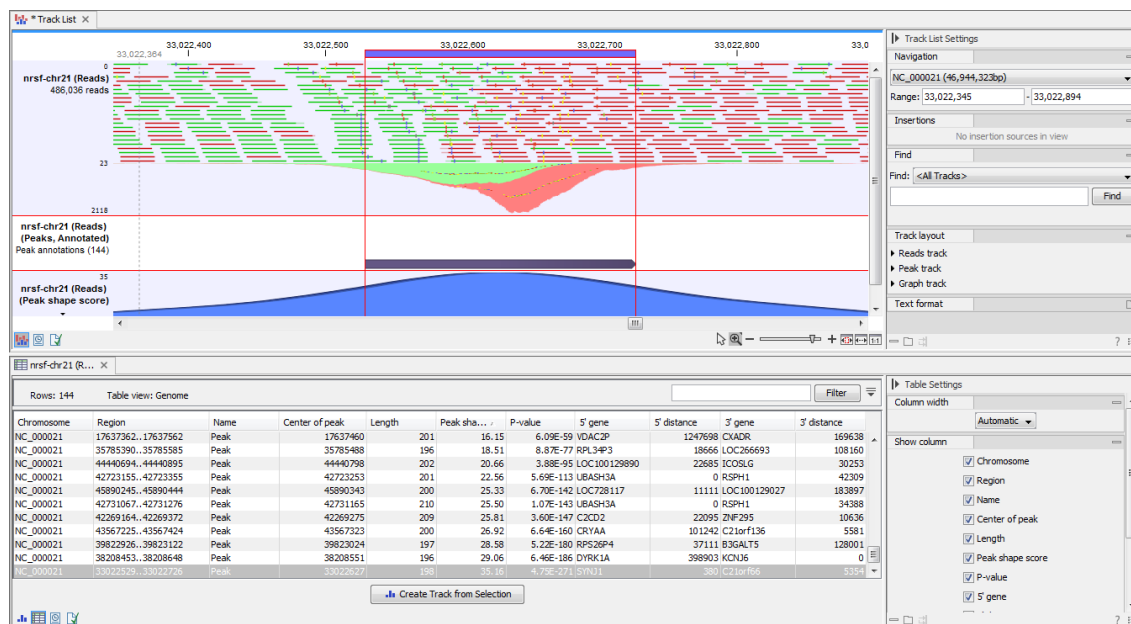 * Track List ×
33,022,400 33,022,500 33,022,600 33,022,700 33,022,800 33,0
33,022,364
0
nrsf-chr21 (Reads)
486,036 reads
23
2118
nrsf-chr21 (Reads)
(Peaks, Annotated)
Peak annotations (144)
35
nrsf-chr21 (Reads)
(Peak shape score)
1:1
Track List Settings
Navigation
NC_000021 (46,944,323bp)
Range: 33,022,345 - 33,022,894
Insertions
No insertion sources in view
Find
Find: <All Tracks>
Find
Track layout
Reads track
Peak track
Graph track
Text format
?
nrsf-chr21 (R... ×
Rows: 144 Table view: Genome Filter
Chromosome Region Name Center of peak Length Peak sha... P-value 5' gene 5' distance 3' gene 3' distance
NC_000021 17637362..17637562 Peak 17637460 201 16.15 6.09E-59 VDAC2P 1247698 CXADR 169638
NC_000021 35785390..35785585 Peak 35785488 196 18.51 8.87E-77 RPL34P3 18666 LOC266693 108160
NC_000021 44440694..44440895 Peak 44440798 202 20.66 3.88E-95 LOC100129890 22685 ICOSLG 30253
NC_000021 42723155..42723355 Peak 42723253 201 22.56 5.69E-113 UBASH3A 0 RSPH1 42309
NC_000021 45890245..45890444 Peak 45890343 200 25.33 6.70E-142 LOC728117 11111 LOC100129027 183897
NC_000021 42731067..42731276 Peak 42731165 210 25.50 1.07E-143 UBASH3A 0 RSPH1 34388
NC_000021 42269164..42269372 Peak 42269275 209 25.81 3.60E-147 C2CD2 22095 ZNF295 10636
NC_000021 43567225..43567424 Peak 43567323 200 26.92 6.64E-160 CRYAA 101242 C21orf136 5581
NC_000021 39822926..39823122 Peak 39823024 197 28.58 5.22E-180 RPS26P4 37111 B3GALT5 128001
NC_000021 38208453..38208648 Peak 38208551 196 29.06 6.46E-186 DYRK1A 398903 KCNJ6 0
NC_000021 33022529..33022726 Peak 33022627 198 35.16 4.75E-271 SYNJ1 380 C21orf66 5354
Create Track from Selection
Table Settings
Column width
Automatic
Show column
Chromosome
Region
Name
Center of peak
Length
Peak shape score
P-value
5' gene
?